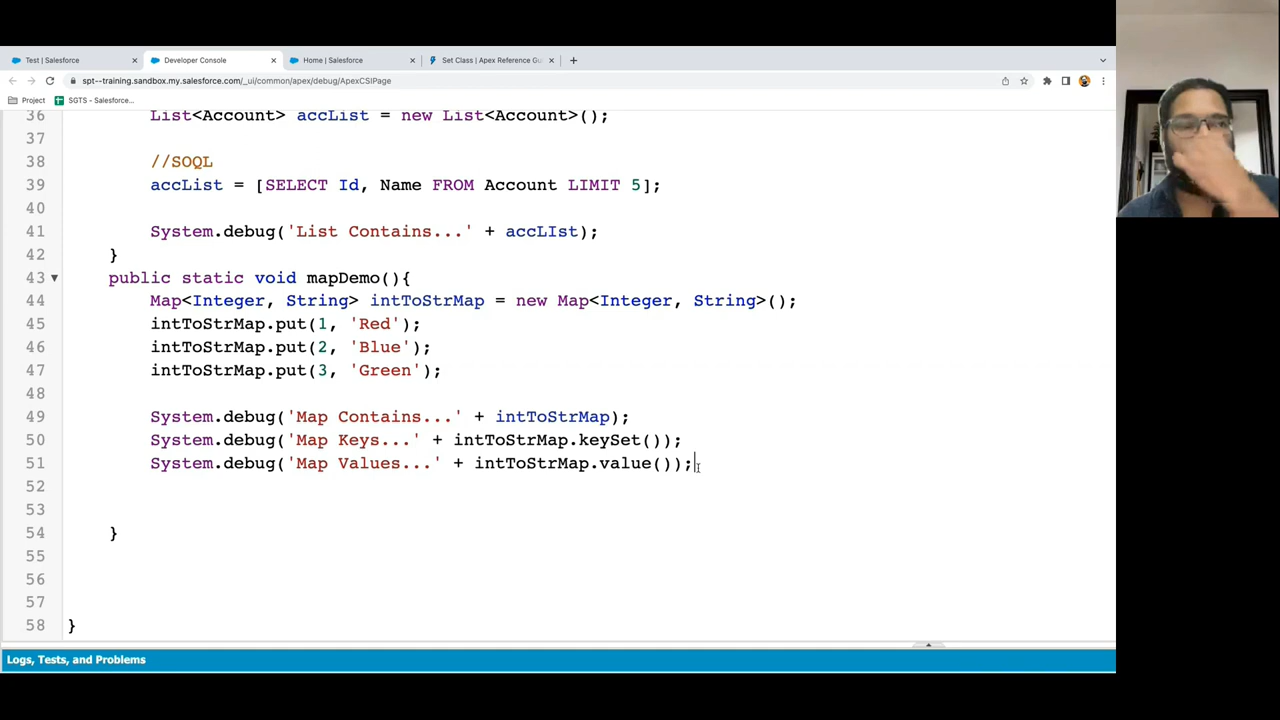 Test | Salesforce
Developer Console
Home | Salesforce
Set Class | Apex Reference Gu
spt--training.sandbox.my.salesforce.com/_ui/common/apex/debug/ApexCSIPage
Project
SGTS - Salesforce...
36 List<Account> accList = new List<Account>();
37
38 //SOQL
39 accList = [SELECT Id, Name FROM Account LIMIT 5];
40
41 System.debug('List Contains...' + accLIst);
42 }
43 public static void mapDemo(){
44 Map<Integer, String> intToStrMap = new Map<Integer, String>();
45 intToStrMap.put(1, 'Red');
46 intToStrMap.put(2, 'Blue');
47 intToStrMap.put(3, 'Green');
48
49 System.debug('Map Contains...' + intToStrMap);
50 System.debug('Map Keys...' + intToStrMap.keySet());
51 System.debug('Map Values...' + intToStrMap.value());
52
53
54 }
55
56
57
58 }
Logs, Tests, and Problems